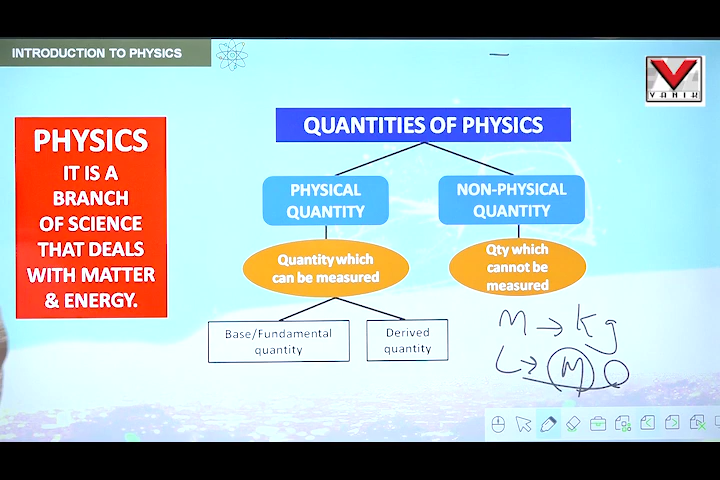 INTRODUCTION TO PHYSICS
VAMIK
PHYSICS
IT IS A
BRANCH
OF SCIENCE
THAT DEALS
WITH MATTER
& ENERGY.
QUANTITIES OF PHYSICS
PHYSICAL
QUANTITY
NON-PHYSICAL
QUANTITY
Quantity which
can be measured
Qty which
cannot be
measured
Base/Fundamental
quantity
Derived
quantity
M → Kg
L → M